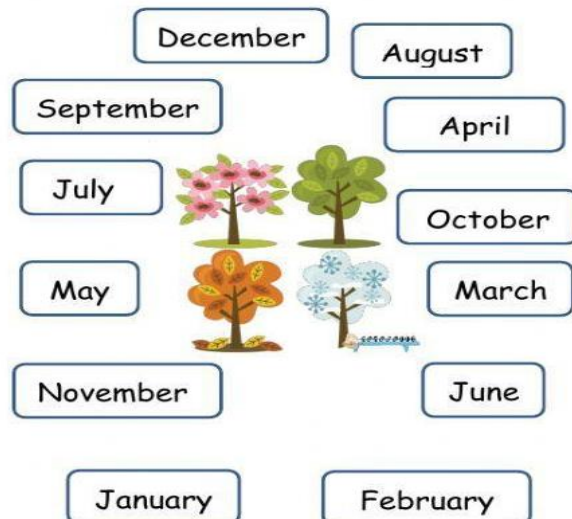 December
August
September
April
July
October
May
March
November
June
January
February